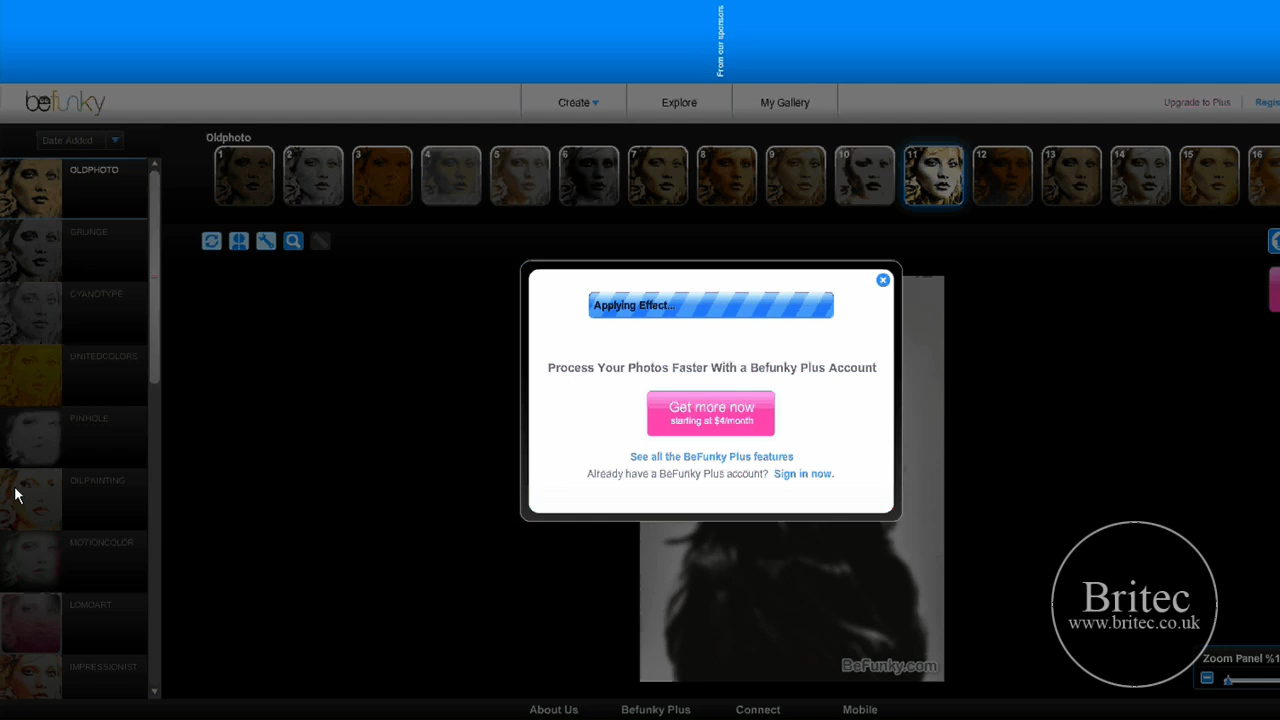 From our sponsors
befunky
Create
Explore
My Gallery
Upgrade to Plus
Date Added
Oldphoto
1
2
3
4
5
6
7
8
9
10
11
12
13
14
15
16
OLDPHOTO
GRUNGE
CYANOTYPE
UNITEDCOLORS
PINHOLE
OILPAINTING
MOTIONCOLOR
LOMOART
IMPRESSIONIST
Applying Effect...
Process Your Photos Faster With a Befunky Plus Account
Get more now
starting at $4/month
See all the BeFunky Plus features
Already have a BeFunky Plus account? Sign in now.
Britec
www.britec.co.uk
BeFunky.com
Zoom Panel %1
About Us
Befunky Plus
Connect
Mobile